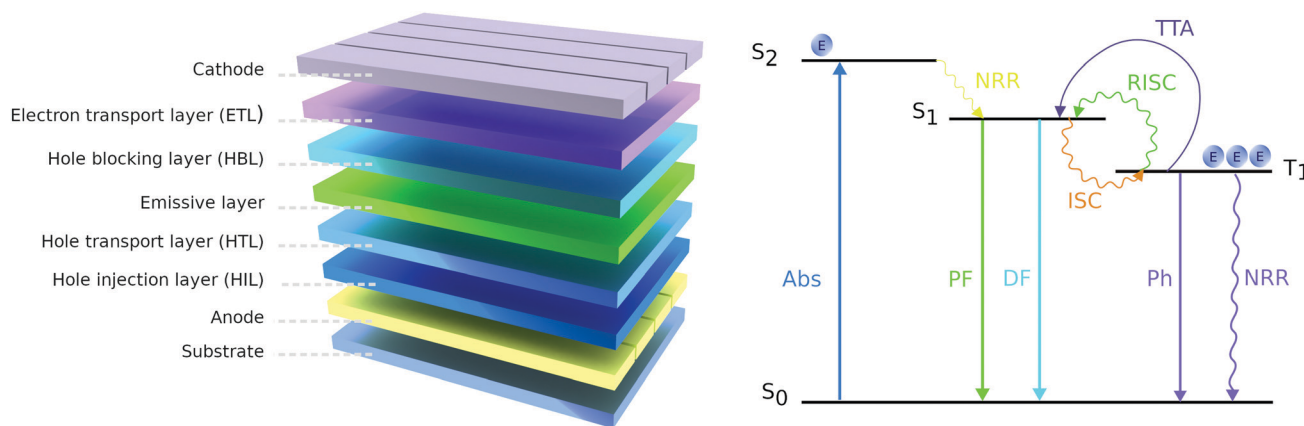 Cathode
Electron transport layer (ETL)
Hole blocking layer (HBL)
Emissive layer
Hole transport layer (HTL)
Hole injection layer (HIL)
Anode
Substrate
TTA
E
S2
NRR
RISC
S1
E E E
T1
ISC
Abs
PF
DF
Ph
NRR
S0